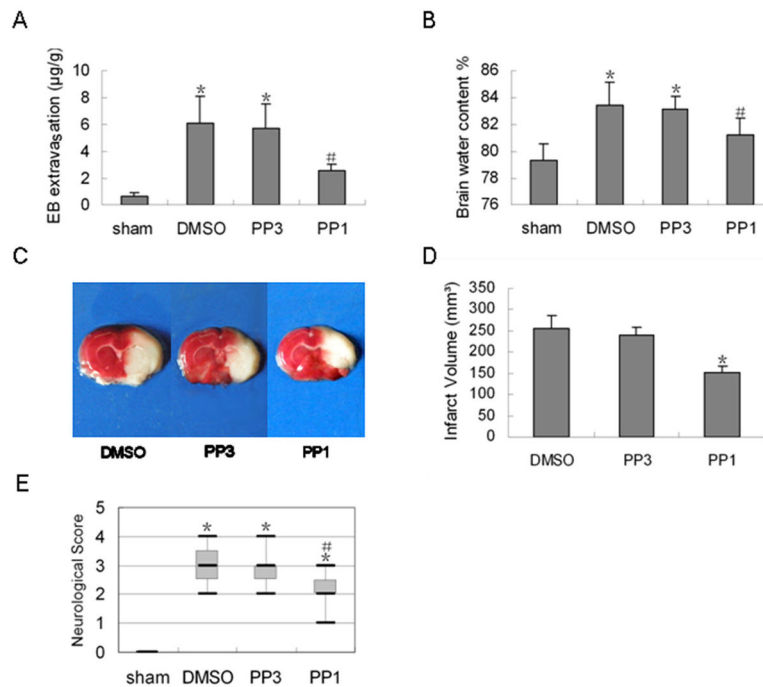 A
EB extravasation (µg/g)
10
8
6
4
2
0
*
*
#
sham DMSO PP3 PP1
B
Brain water content %
86
84
82
80
78
76
*
*
#
sham DMSO PP3 PP1
C
DMSO PP3 PP1
D
Infarct Volume (mm³)
350
300
250
200
150
100
50
0
*
DMSO PP3 PP1
E
Neurological Score
5
4
3
2
1
0
*
*
#
*
sham DMSO PP3 PP1